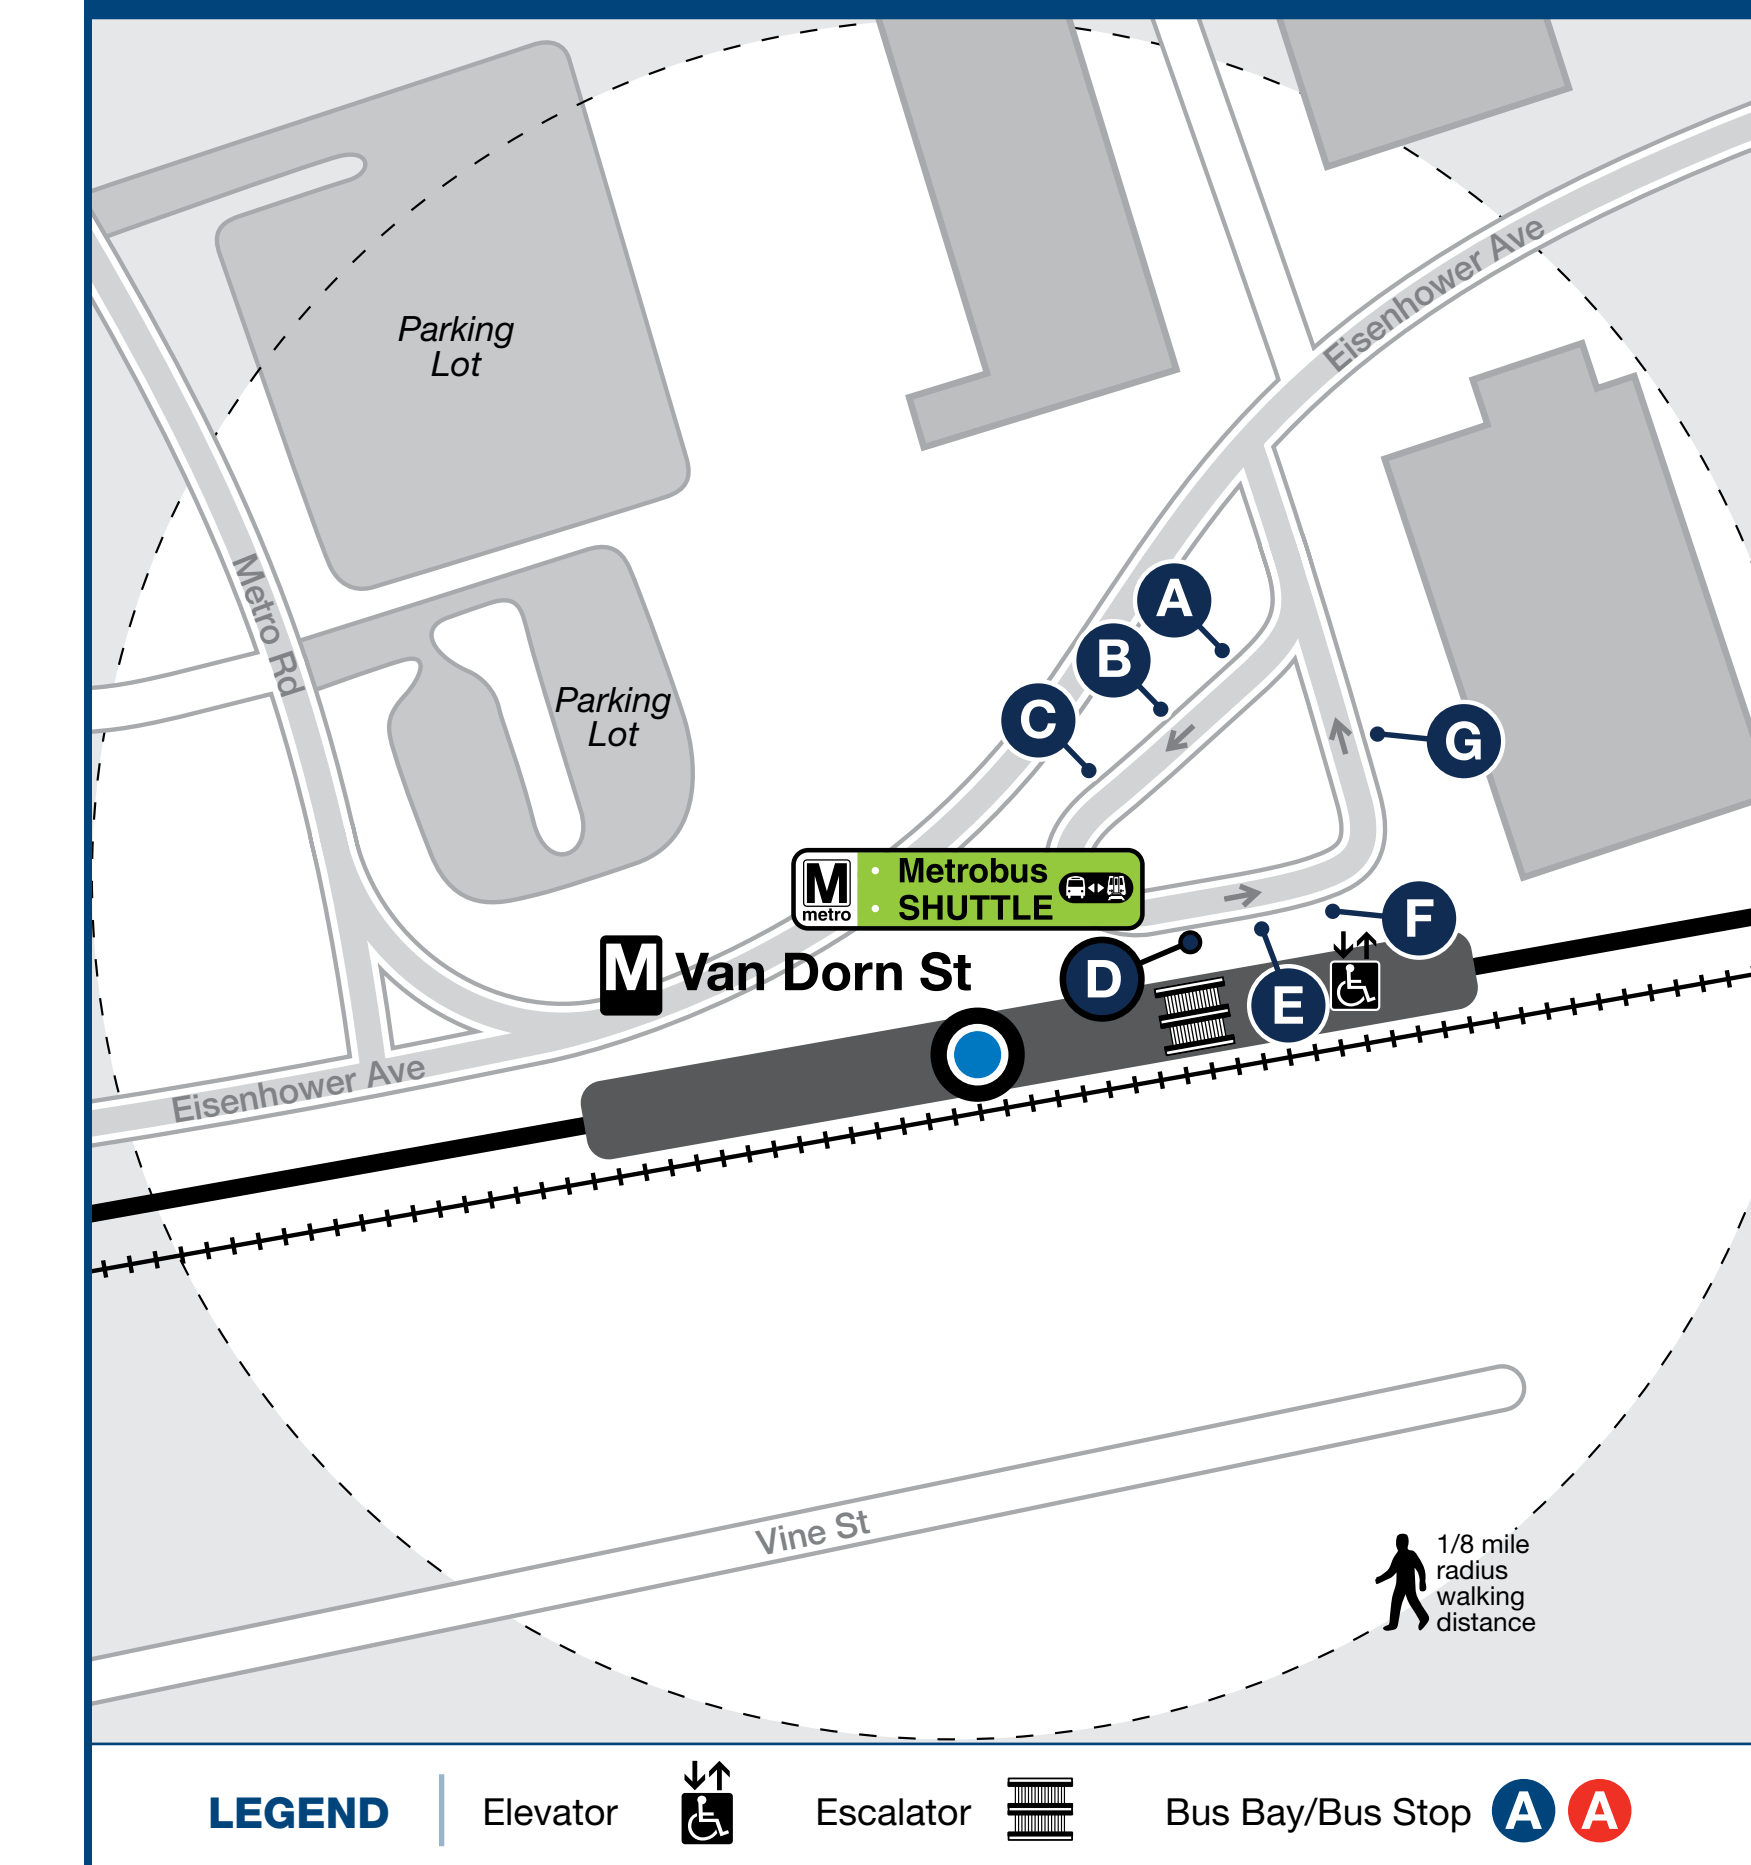 Eisenhower Ave
Parking
Lot
Metro Rd
A
B
C
Parking
Lot
G
M
metro
• Metrobus
• SHUTTLE
F
M Van Dorn St
D
E
Eisenhower Ave
Vine St
1/8 mile
radius
walking
distance
LEGEND
Elevator
Escalator
Bus Bay/Bus Stop A A